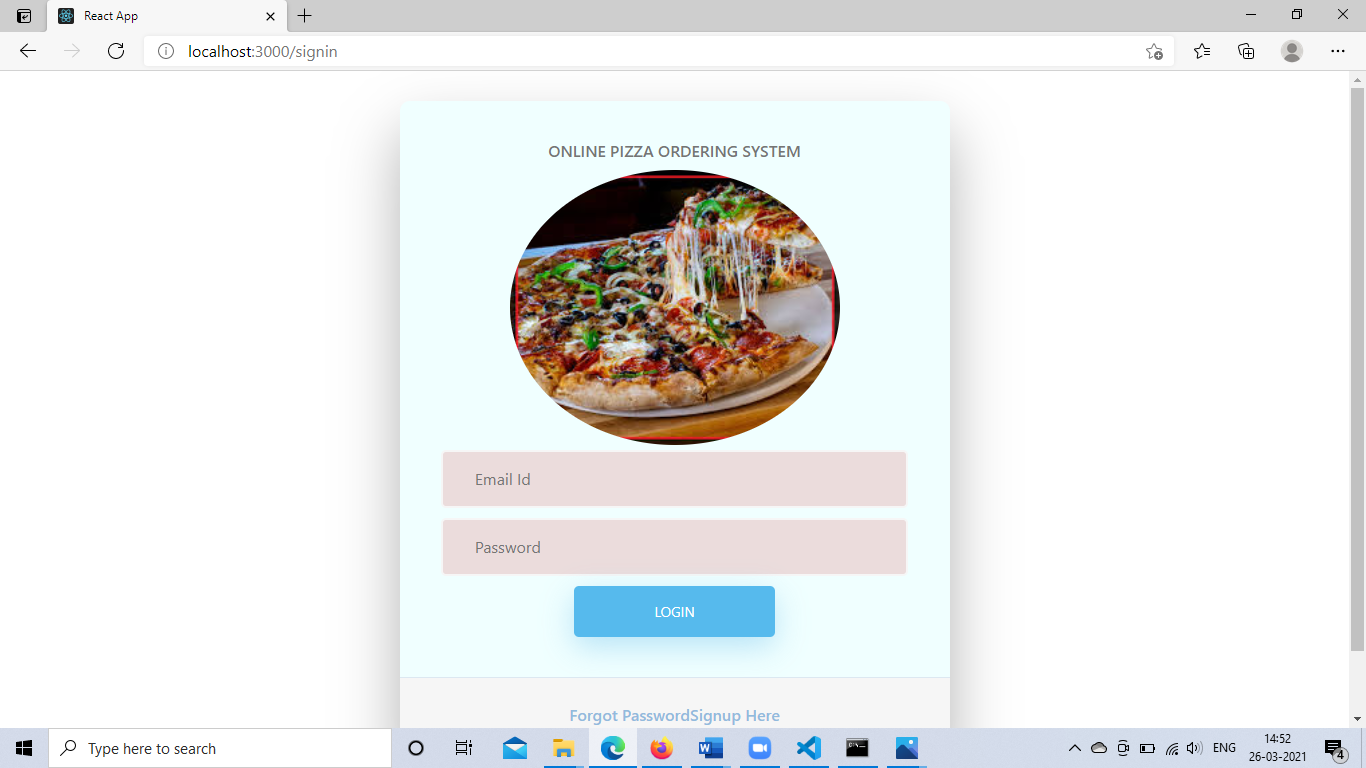 React App
localhost:3000/signin
ONLINE PIZZA ORDERING SYSTEM
Email Id
Password
LOGIN
Forgot PasswordSignup Here
Type here to search
ENG
14:52
26-03-2021
4